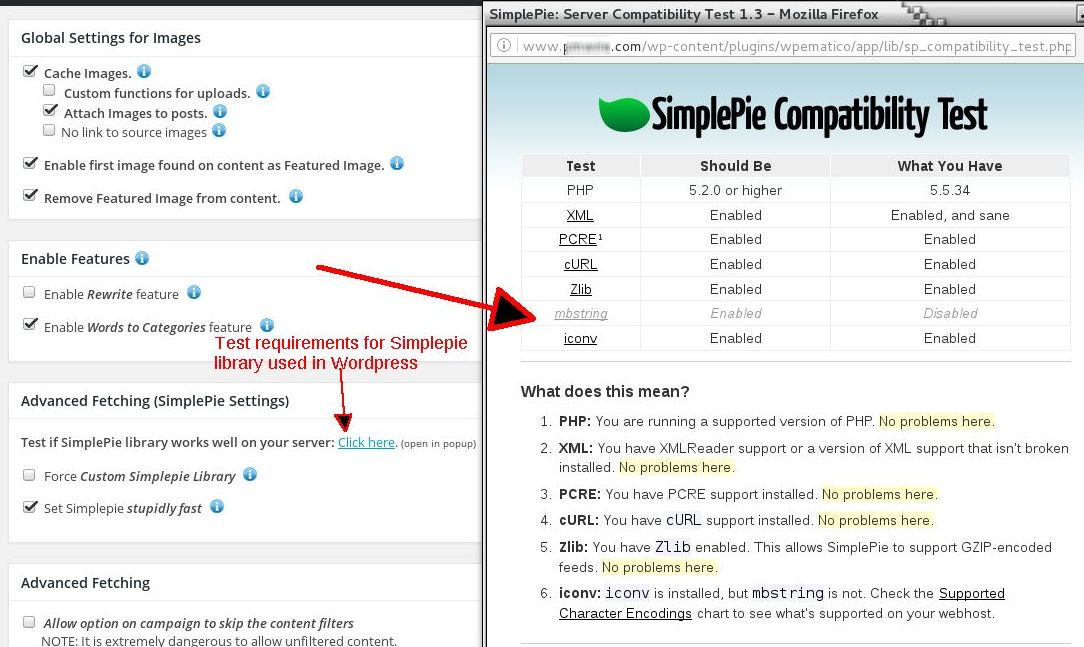 Global Settings for Images
Cache Images.
Custom functions for uploads.
Attach Images to posts.
No link to source images
Enable first image found on content as Featured Image.
Remove Featured Image from content.
Enable Features
Enable Rewrite feature
Enable Words to Categories feature
Test requirements for Simplepie
library used in Wordpress
Advanced Fetching (SimplePie Settings)
Test if SimplePie library works well on your server: Click here. (open in popup)
Force Custom Simplepie Library
Set Simplepie stupidly fast
Advanced Fetching
Allow option on campaign to skip the content filters
NOTE: It is extremely dangerous to allow unfiltered content.
SimplePie: Server Compatibility Test 1.3 – Mozilla Firefox
www. .com/wp-content/plugins/wpematico/app/lib/sp_compatibility_test.php
SimplePie Compatibility Test
Test Should Be What You Have
PHP 5.2.0 or higher 5.5.34
XML Enabled Enabled, and sane
PCRE¹ Enabled Enabled
cURL Enabled Enabled
Zlib Enabled Enabled
mbstring Enabled Disabled
iconv Enabled Enabled
What does this mean?
1. PHP: You are running a supported version of PHP. No problems here.
2. XML: You have XMLReader support or a version of XML support that isn't broken
installed. No problems here.
3. PCRE: You have PCRE support installed. No problems here.
4. cURL: You have cURL support installed. No problems here.
5. Zlib: You have Zlib enabled. This allows SimplePie to support GZIP-encoded
feeds. No problems here.
6. iconv: iconv is installed, but mbstring is not. Check the Supported
Character Encodings chart to see what's supported on your webhost.